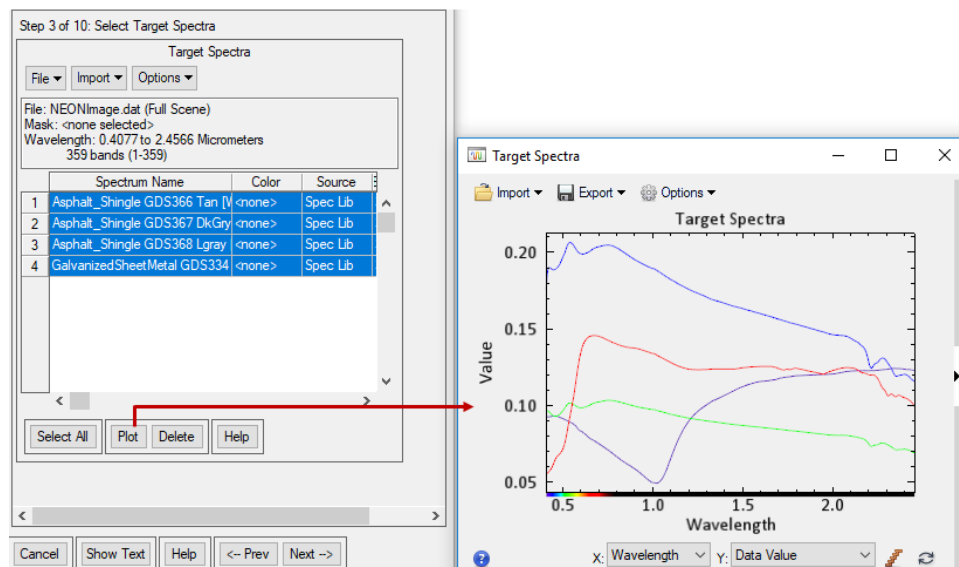 Step 3 of 10: Select Target Spectra
Target Spectra
File Import Options
File: NEONImage.dat (Full Scene)
Mask: <none selected>
Wavelength: 0.4077 to 2.4566 Micrometers
359 bands (1-359)
Spectrum Name Color Source
1 Asphalt_Shingle GDS366 Tan [W <none> Spec Lib
2 Asphalt_Shingle GDS367 DkGry <none> Spec Lib
3 Asphalt_Shingle GDS368 Lgray <none> Spec Lib
4 GalvanizedSheetMetal GDS334 <none> Spec Lib
Select All Plot Delete Help
Cancel Show Text Help <-- Prev Next -->
Target Spectra
Import Export Options
Target Spectra
0.20
0.15
0.10
0.05
Value
0.5 1.0 1.5 2.0
Wavelength
X: Wavelength Y: Data Value